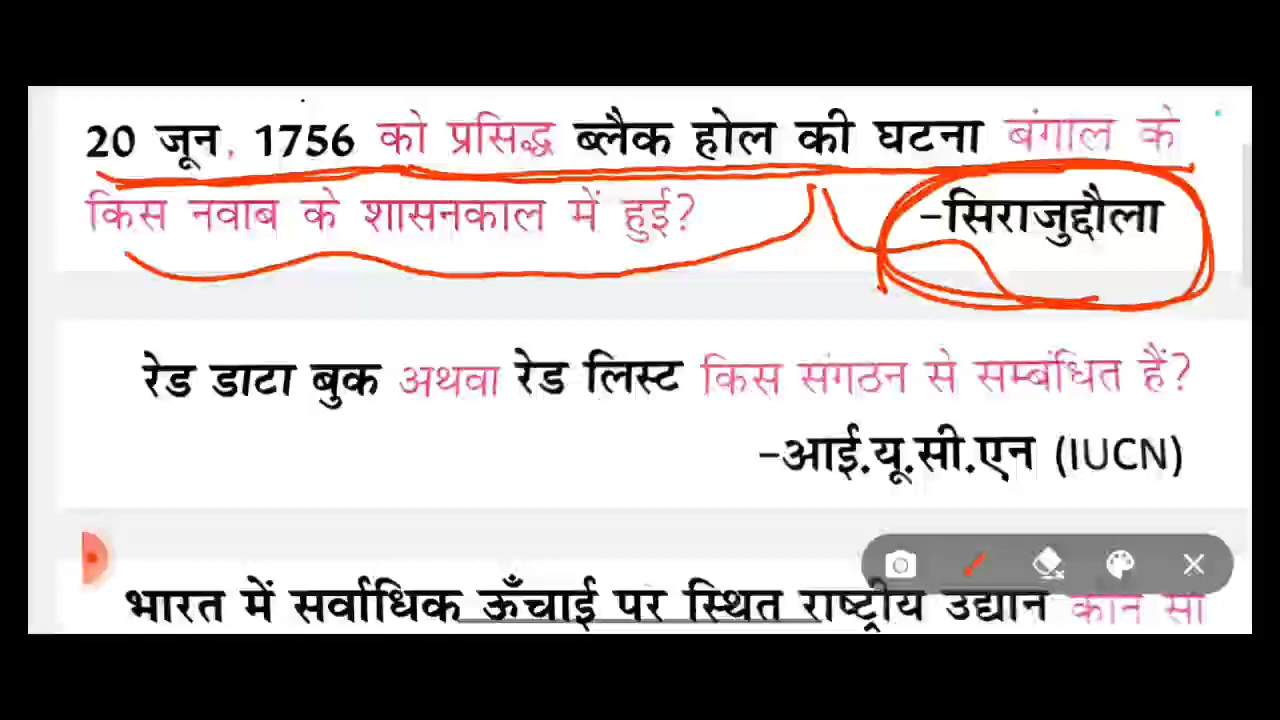 20 जून, 1756 को प्रसिद्ध ब्लैक होल की घटना बंगाल के
किस नवाब के शासनकाल में हुई? -सिराजुद्दौला
रेड डाटा बुक अथवा रेड लिस्ट किस संगठन से सम्बंधित हैं?
-आई.यू.सी.एन (IUCN)
भारत में सर्वाधिक ऊँचाई पर स्थित राष्ट्रीय उद्यान कौन सा